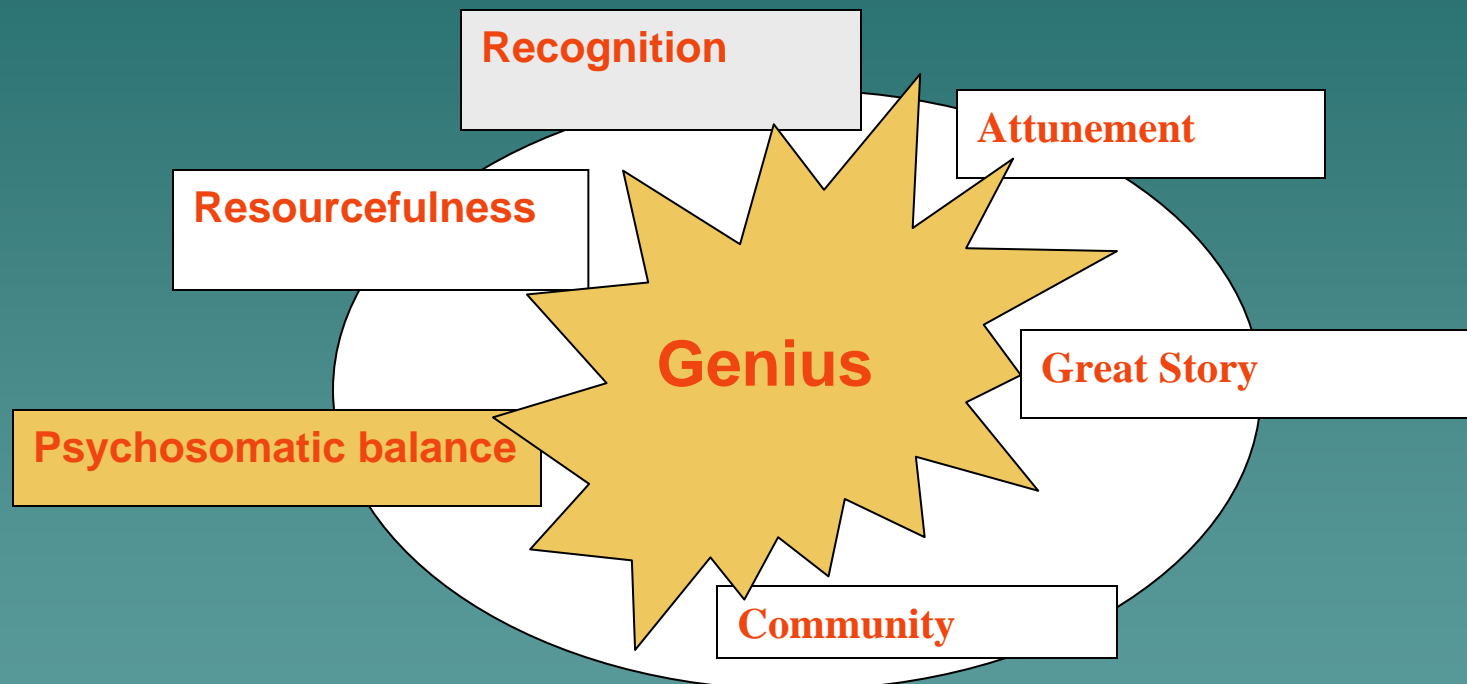 Recognition
Attunement
Resourcefulness
Genius
Great Story
Psychosomatic balance
Community